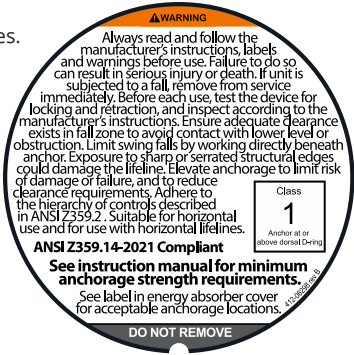 es.
⚠WARNING
Always read and follow the
manufacturer's instructions, labels
and warnings before use. Failure to do so
can result in serious injury or death. If unit is
subjected to a fall, remove from service
immediately. Before each use, test the device for
locking and retraction, and inspect according to the
manufacturer's instructions. Ensure adequate clearance
exists in fall zone to avoid contact with lower level or
obstruction. Limit swing falls by working directly beneath
anchor. Exposure to sharp or serrated structural edges
could damage the lifeline. Elevate anchorage to limit risk
of damage or failure, and to reduce
clearance requirements. Adhere to
the hierarchy of controls described
in ANSI Z359.2 . Suitable for horizontal
use and for use with horizontal lifelines.
Class
1
Anchor at or
above dorsal D-ring
ANSI Z359.14-2021 Compliant
See instruction manual for minimum
anchorage strength requirements.
See label in energy absorber cover
for acceptable anchorage locations.
412-06298 rev B
DO NOT REMOVE